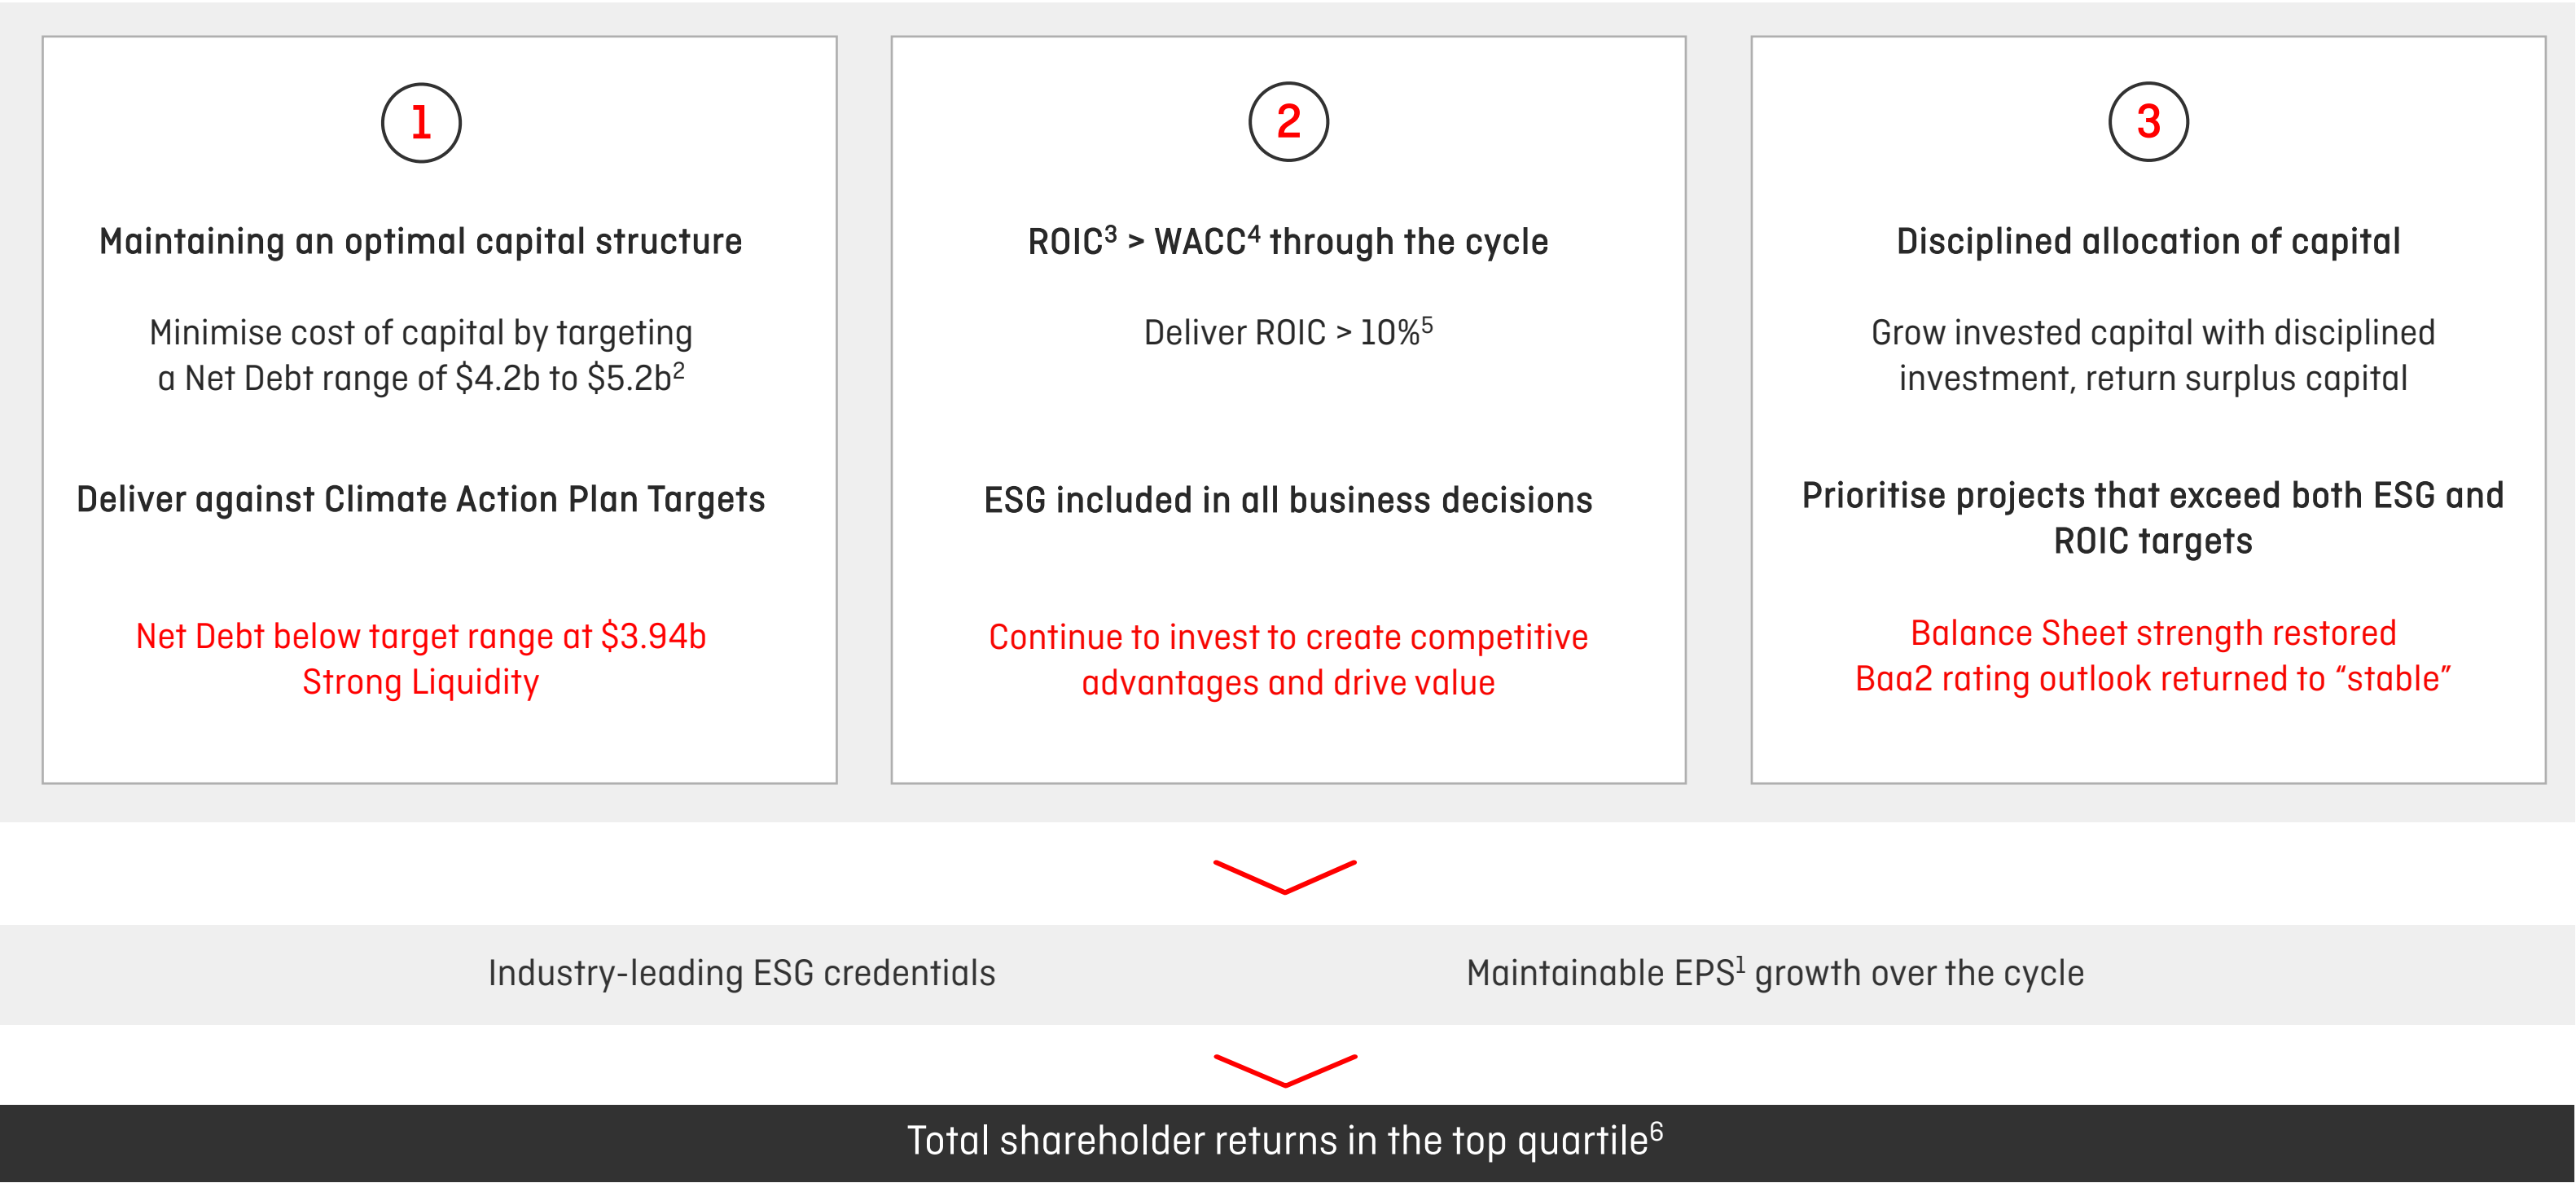 1
Maintaining an optimal capital structure
Minimise cost of capital by targeting
a Net Debt range of $4.2b to $5.2b²
Deliver against Climate Action Plan Targets
Net Debt below target range at $3.94b
Strong Liquidity
2
ROIC³ > WACC⁴ through the cycle
Deliver ROIC > 10%⁵
ESG included in all business decisions
Continue to invest to create competitive
advantages and drive value
3
Disciplined allocation of capital
Grow invested capital with disciplined
investment, return surplus capital
Prioritise projects that exceed both ESG and
ROIC targets
Balance Sheet strength restored
Baa2 rating outlook returned to “stable”
Industry-leading ESG credentials
Maintainable EPS¹ growth over the cycle
Total shareholder returns in the top quartile⁶